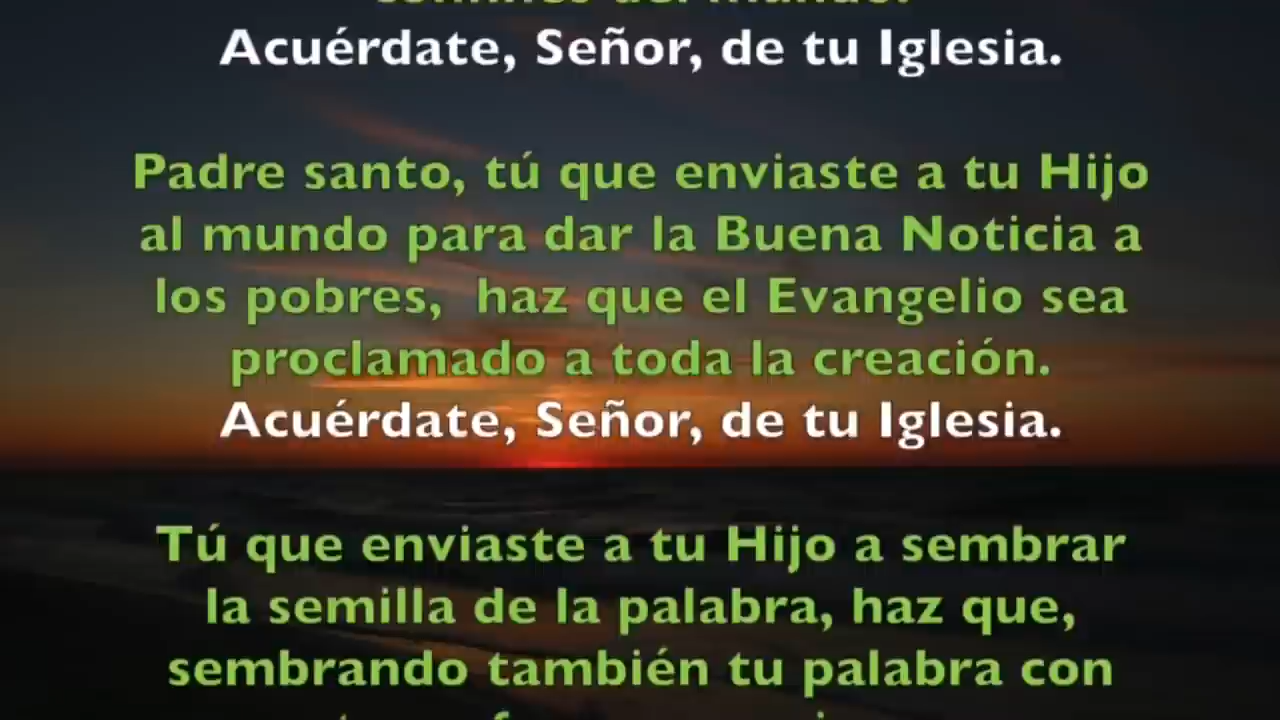 Acuérdate, Señor, de tu Iglesia.
Padre santo, tú que enviaste a tu Hijo
al mundo para dar la Buena Noticia a
los pobres, haz que el Evangelio sea
proclamado a toda la creación.
Acuérdate, Señor, de tu Iglesia.
Tú que enviaste a tu Hijo a sembrar
la semilla de la palabra, haz que,
sembrando también tu palabra con